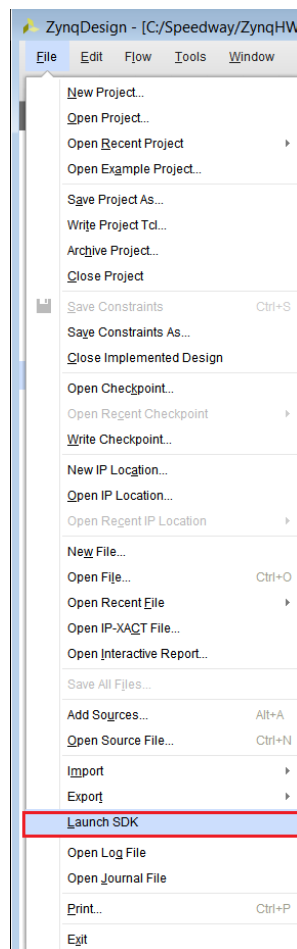 ZynqDesign - [C:/Speedway/ZynqHW
File Edit Flow Tools Window
New Project...
Open Project...
Open Recent Project
Open Example Project...
Save Project As...
Write Project Tcl...
Archive Project...
Close Project
Save Constraints Ctrl+S
Save Constraints As...
Close Implemented Design
Open Checkpoint...
Open Recent Checkpoint
Write Checkpoint...
New IP Location...
Open IP Location...
Open Recent IP Location
New File...
Open File... Ctrl+O
Open Recent File
Open IP-XACT File...
Open Interactive Report...
Save All Files...
Add Sources... Alt+A
Open Source File... Ctrl+N
Import
Export
Launch SDK
Open Log File
Open Journal File
Print... Ctrl+P
Exit